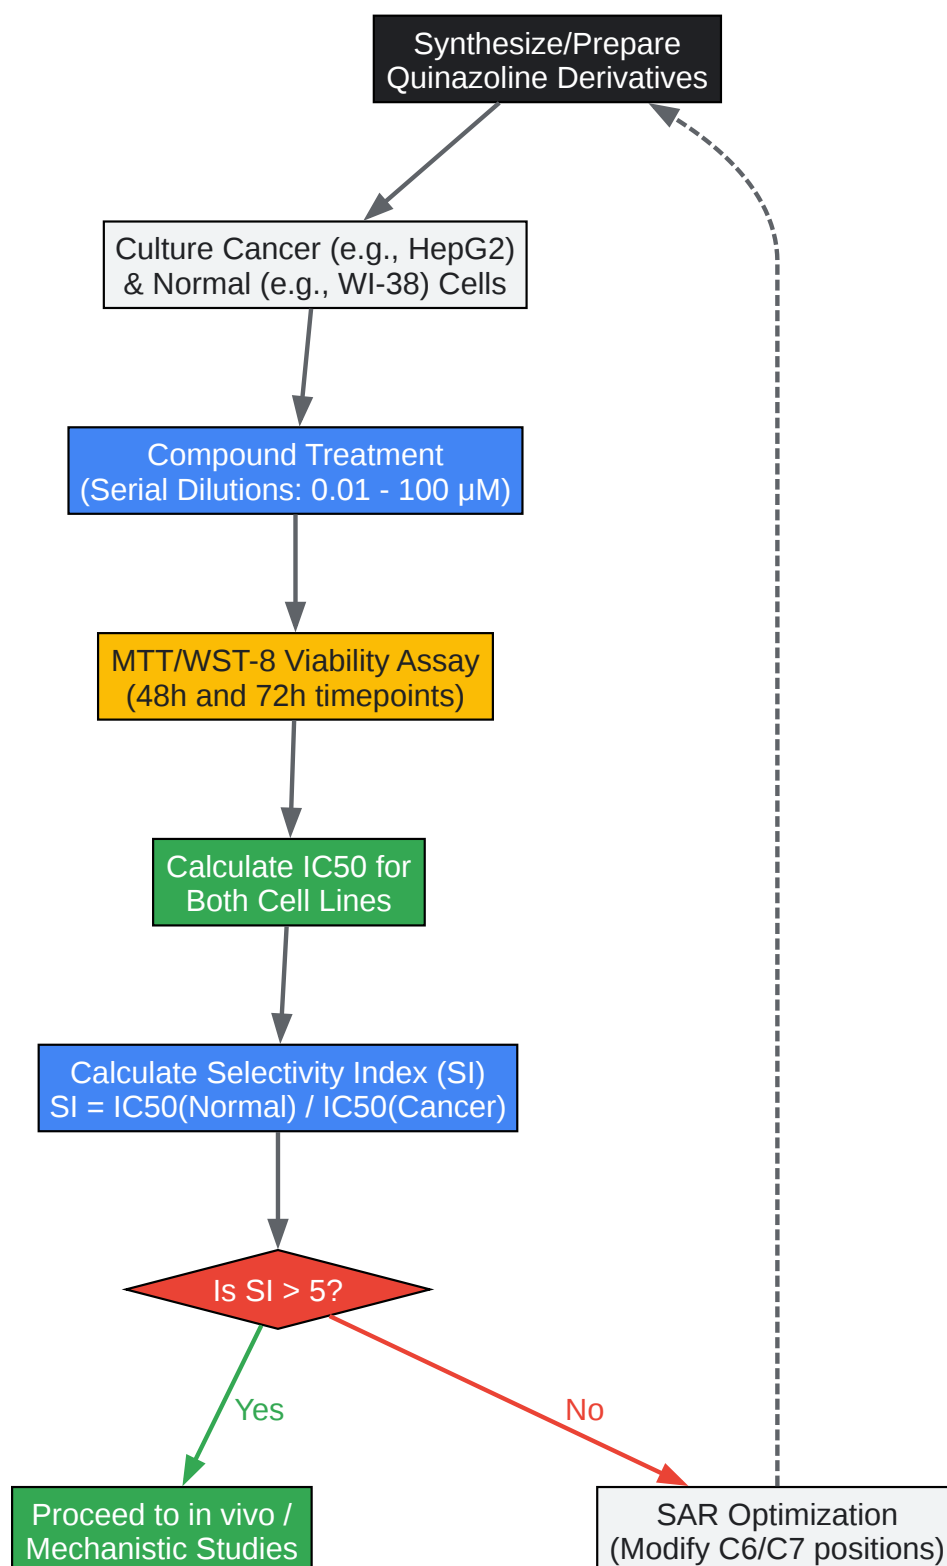 Synthesize/Prepare
Quinazoline Derivatives
Culture Cancer (e.g., HepG2)
& Normal (e.g., WI-38) Cells
Compound Treatment
(Serial Dilutions: 0.01 - 100 μM)
MTT/WST-8 Viability Assay
(48h and 72h timepoints)
Calculate IC50 for
Both Cell Lines
Calculate Selectivity Index (SI)
SI = IC50(Normal) / IC50(Cancer)
Is SI > 5?
Yes
No
Proceed to in vivo /
Mechanistic Studies
SAR Optimization
(Modify C6/C7 positions)